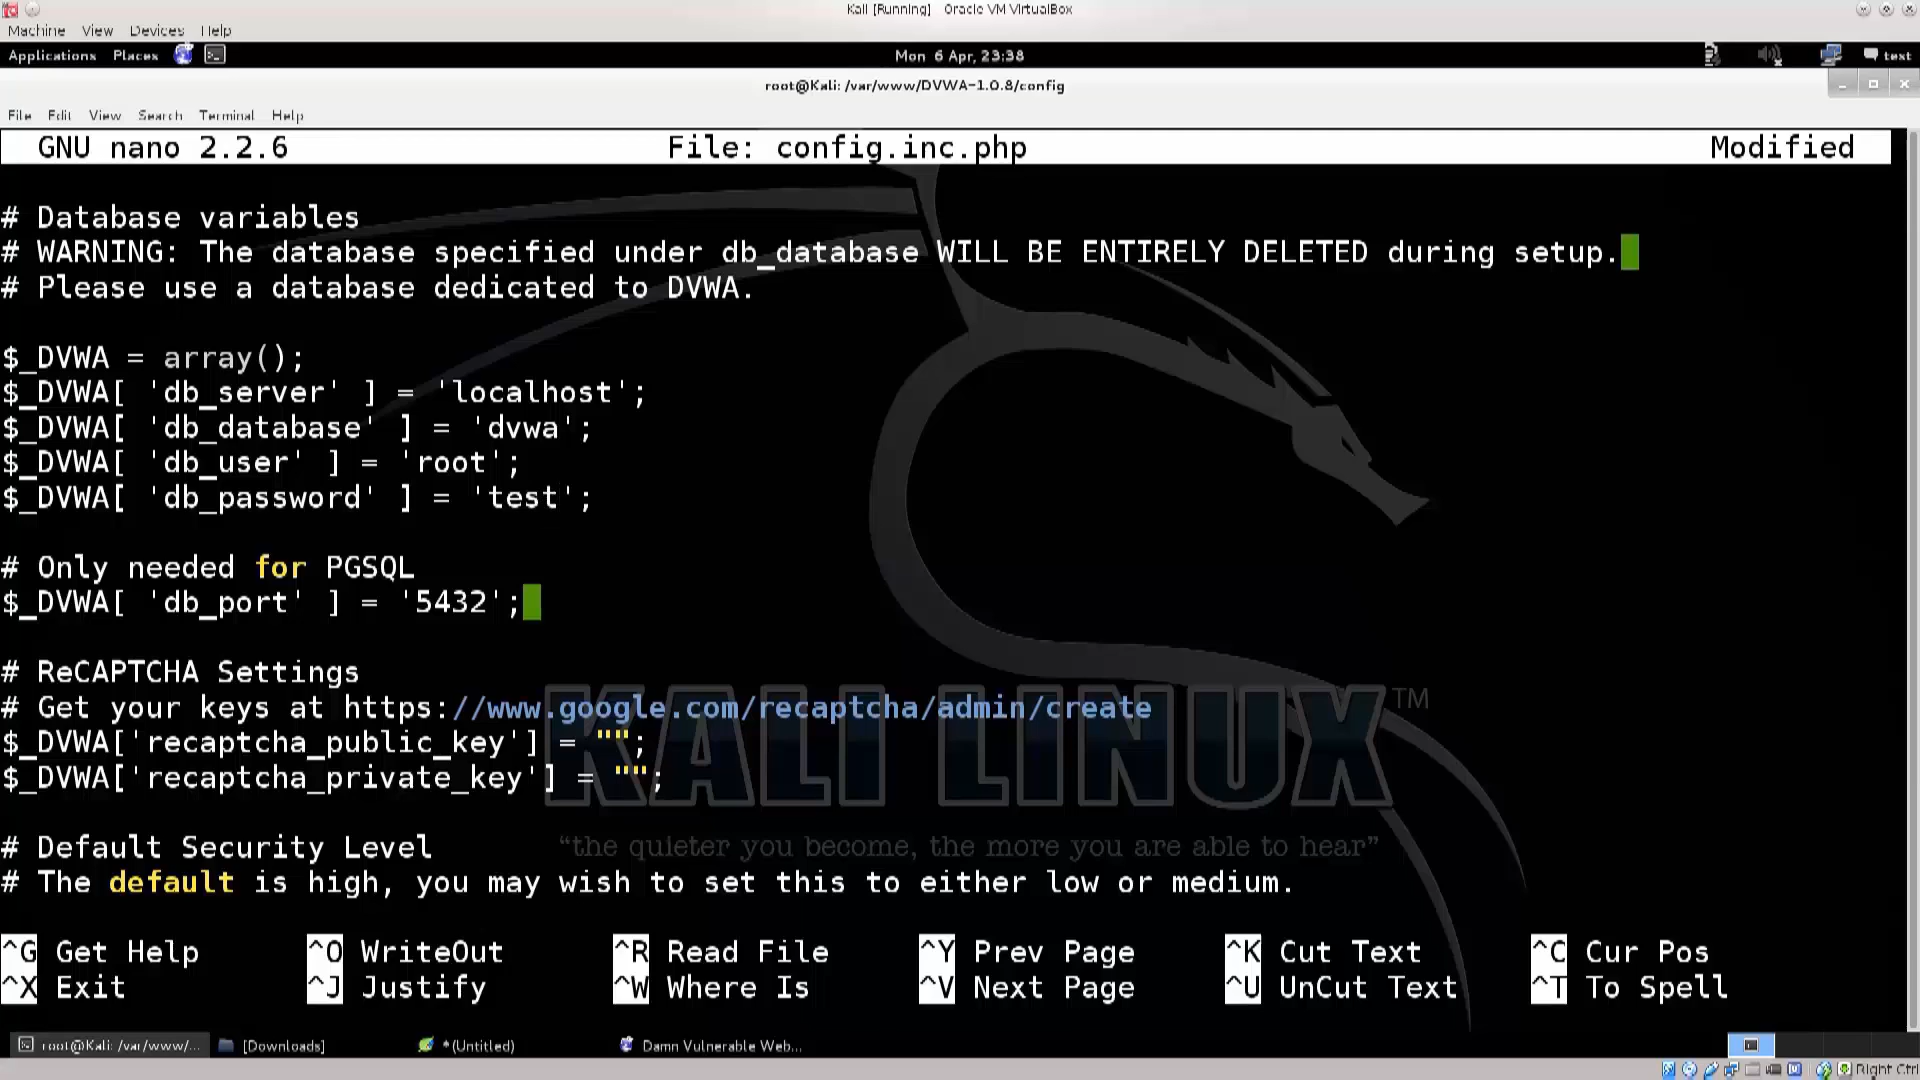 Kali [Running] Oracle VM VirtualBox
Machine View Devices Help
Applications Places Mon 6 Apr, 23:38 test
root@Kali: /var/www/DVWA-1.0.8/config
File Edit View Search Terminal Help
GNU nano 2.2.6 File: config.inc.php Modified
# Database variables
# WARNING: The database specified under db_database WILL BE ENTIRELY DELETED during setup.
# Please use a database dedicated to DVWA.
$_DVWA = array();
$_DVWA[ 'db_server' ] = 'localhost';
$_DVWA[ 'db_database' ] = 'dvwa';
$_DVWA[ 'db_user' ] = 'root';
$_DVWA[ 'db_password' ] = 'test';
# Only needed for PGSQL
$_DVWA[ 'db_port' ] = '5432';
# ReCAPTCHA Settings
# Get your keys at https://www.google.com/recaptcha/admin/create
$_DVWA['recaptcha_public_key'] = "";
$_DVWA['recaptcha_private_key'] = "";
KALI LINUX™
# Default Security Level
“the quieter you become, the more you are able to hear”
# The default is high, you may wish to set this to either low or medium.
^G Get Help ^O WriteOut ^R Read File ^Y Prev Page ^K Cut Text ^C Cur Pos
^X Exit ^J Justify ^W Where Is ^V Next Page ^U UnCut Text ^T To Spell
root@Kali: /var/www/... [Downloads] *(Untitled) Damn Vulnerable Web...
Right Ctrl